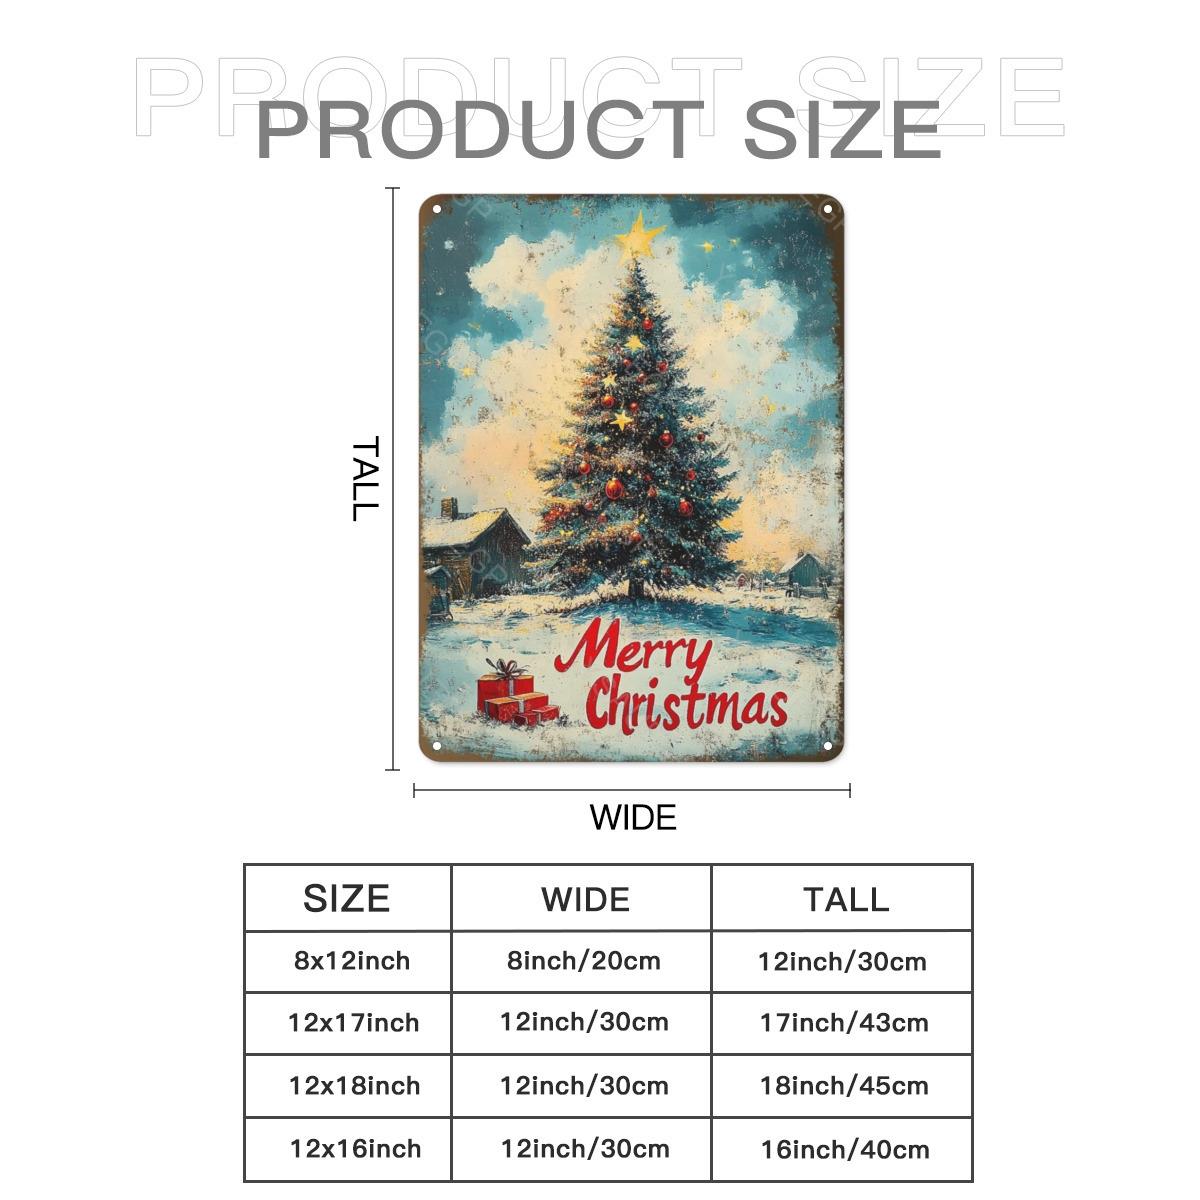 PRODUCT SIZE
PRODUCT SIZE
TALL
Merry
Christmas
WIDE
SIZE WIDE TALL
8x12inch 8inch/20cm 12inch/30cm
12x17inch 12inch/30cm 17inch/43cm
12x18inch 12inch/30cm 18inch/45cm
12x16inch 12inch/30cm 16inch/40cm